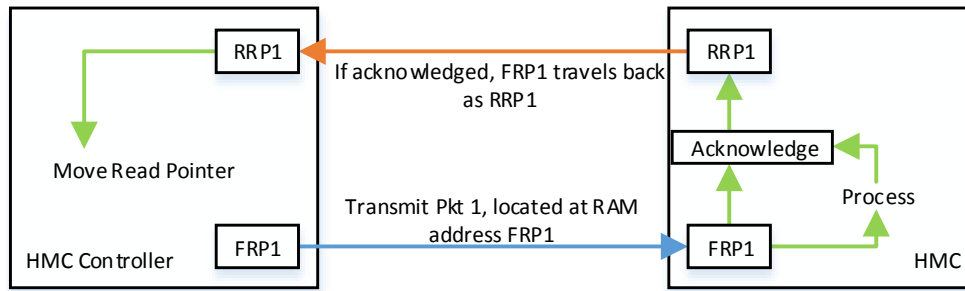 RRP1
RRP1
If acknowledged, FRP1 travels back
as RRP1
Acknowledge
Move Read Pointer
Process
Transmit Pkt 1, located at RAM
address FRP1
FRP1
FRP1
HMC Controller
HMC